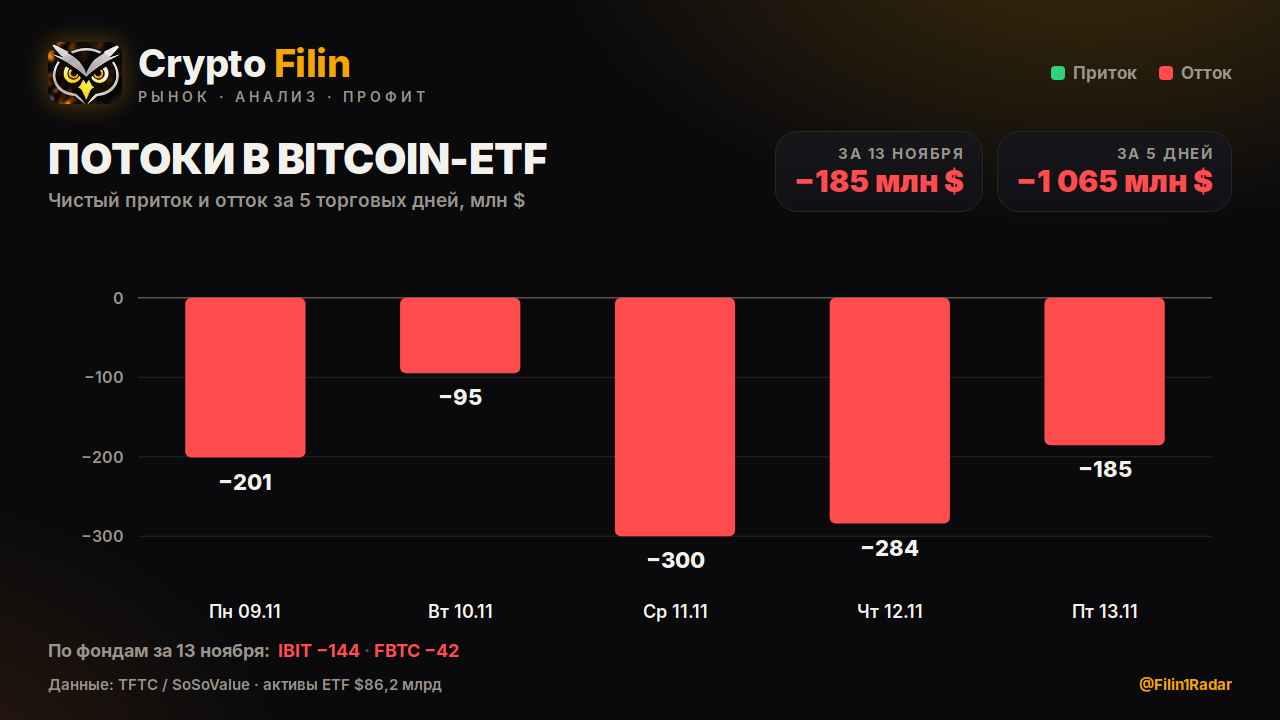 Crypto Filin
РЫНОК · АНАЛИЗ · ПРОФИТ
Приток
Отток
ПОТОКИ В BITCOIN-ETF
Чистый приток и отток за 5 торговых дней, млн $
ЗА 13 НОЯБРЯ
−185 млн $
ЗА 5 ДНЕЙ
−1 065 млн $
0
−100
−200
−300
−201
−95
−300
−284
−185
Пн 09.11
Вт 10.11
Ср 11.11
Чт 12.11
Пт 13.11
По фондам за 13 ноября: IBIT −144 · FBTC −42
Данные: TFTC / SoSoValue · активы ETF $86,2 млрд
@Filin1Radar